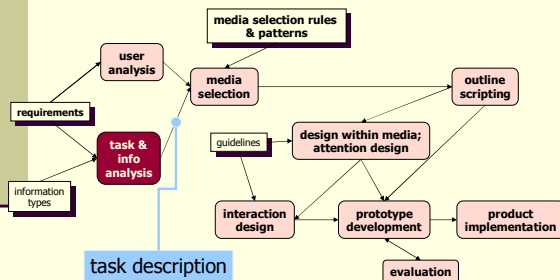 media selection rules
& patterns
user
analysis
media
selection
outline
scripting
requirements
task &
info
analysis
guidelines
design within media;
attention design
information
types
interaction
design
prototype
development
product
implementation
task description
evaluation